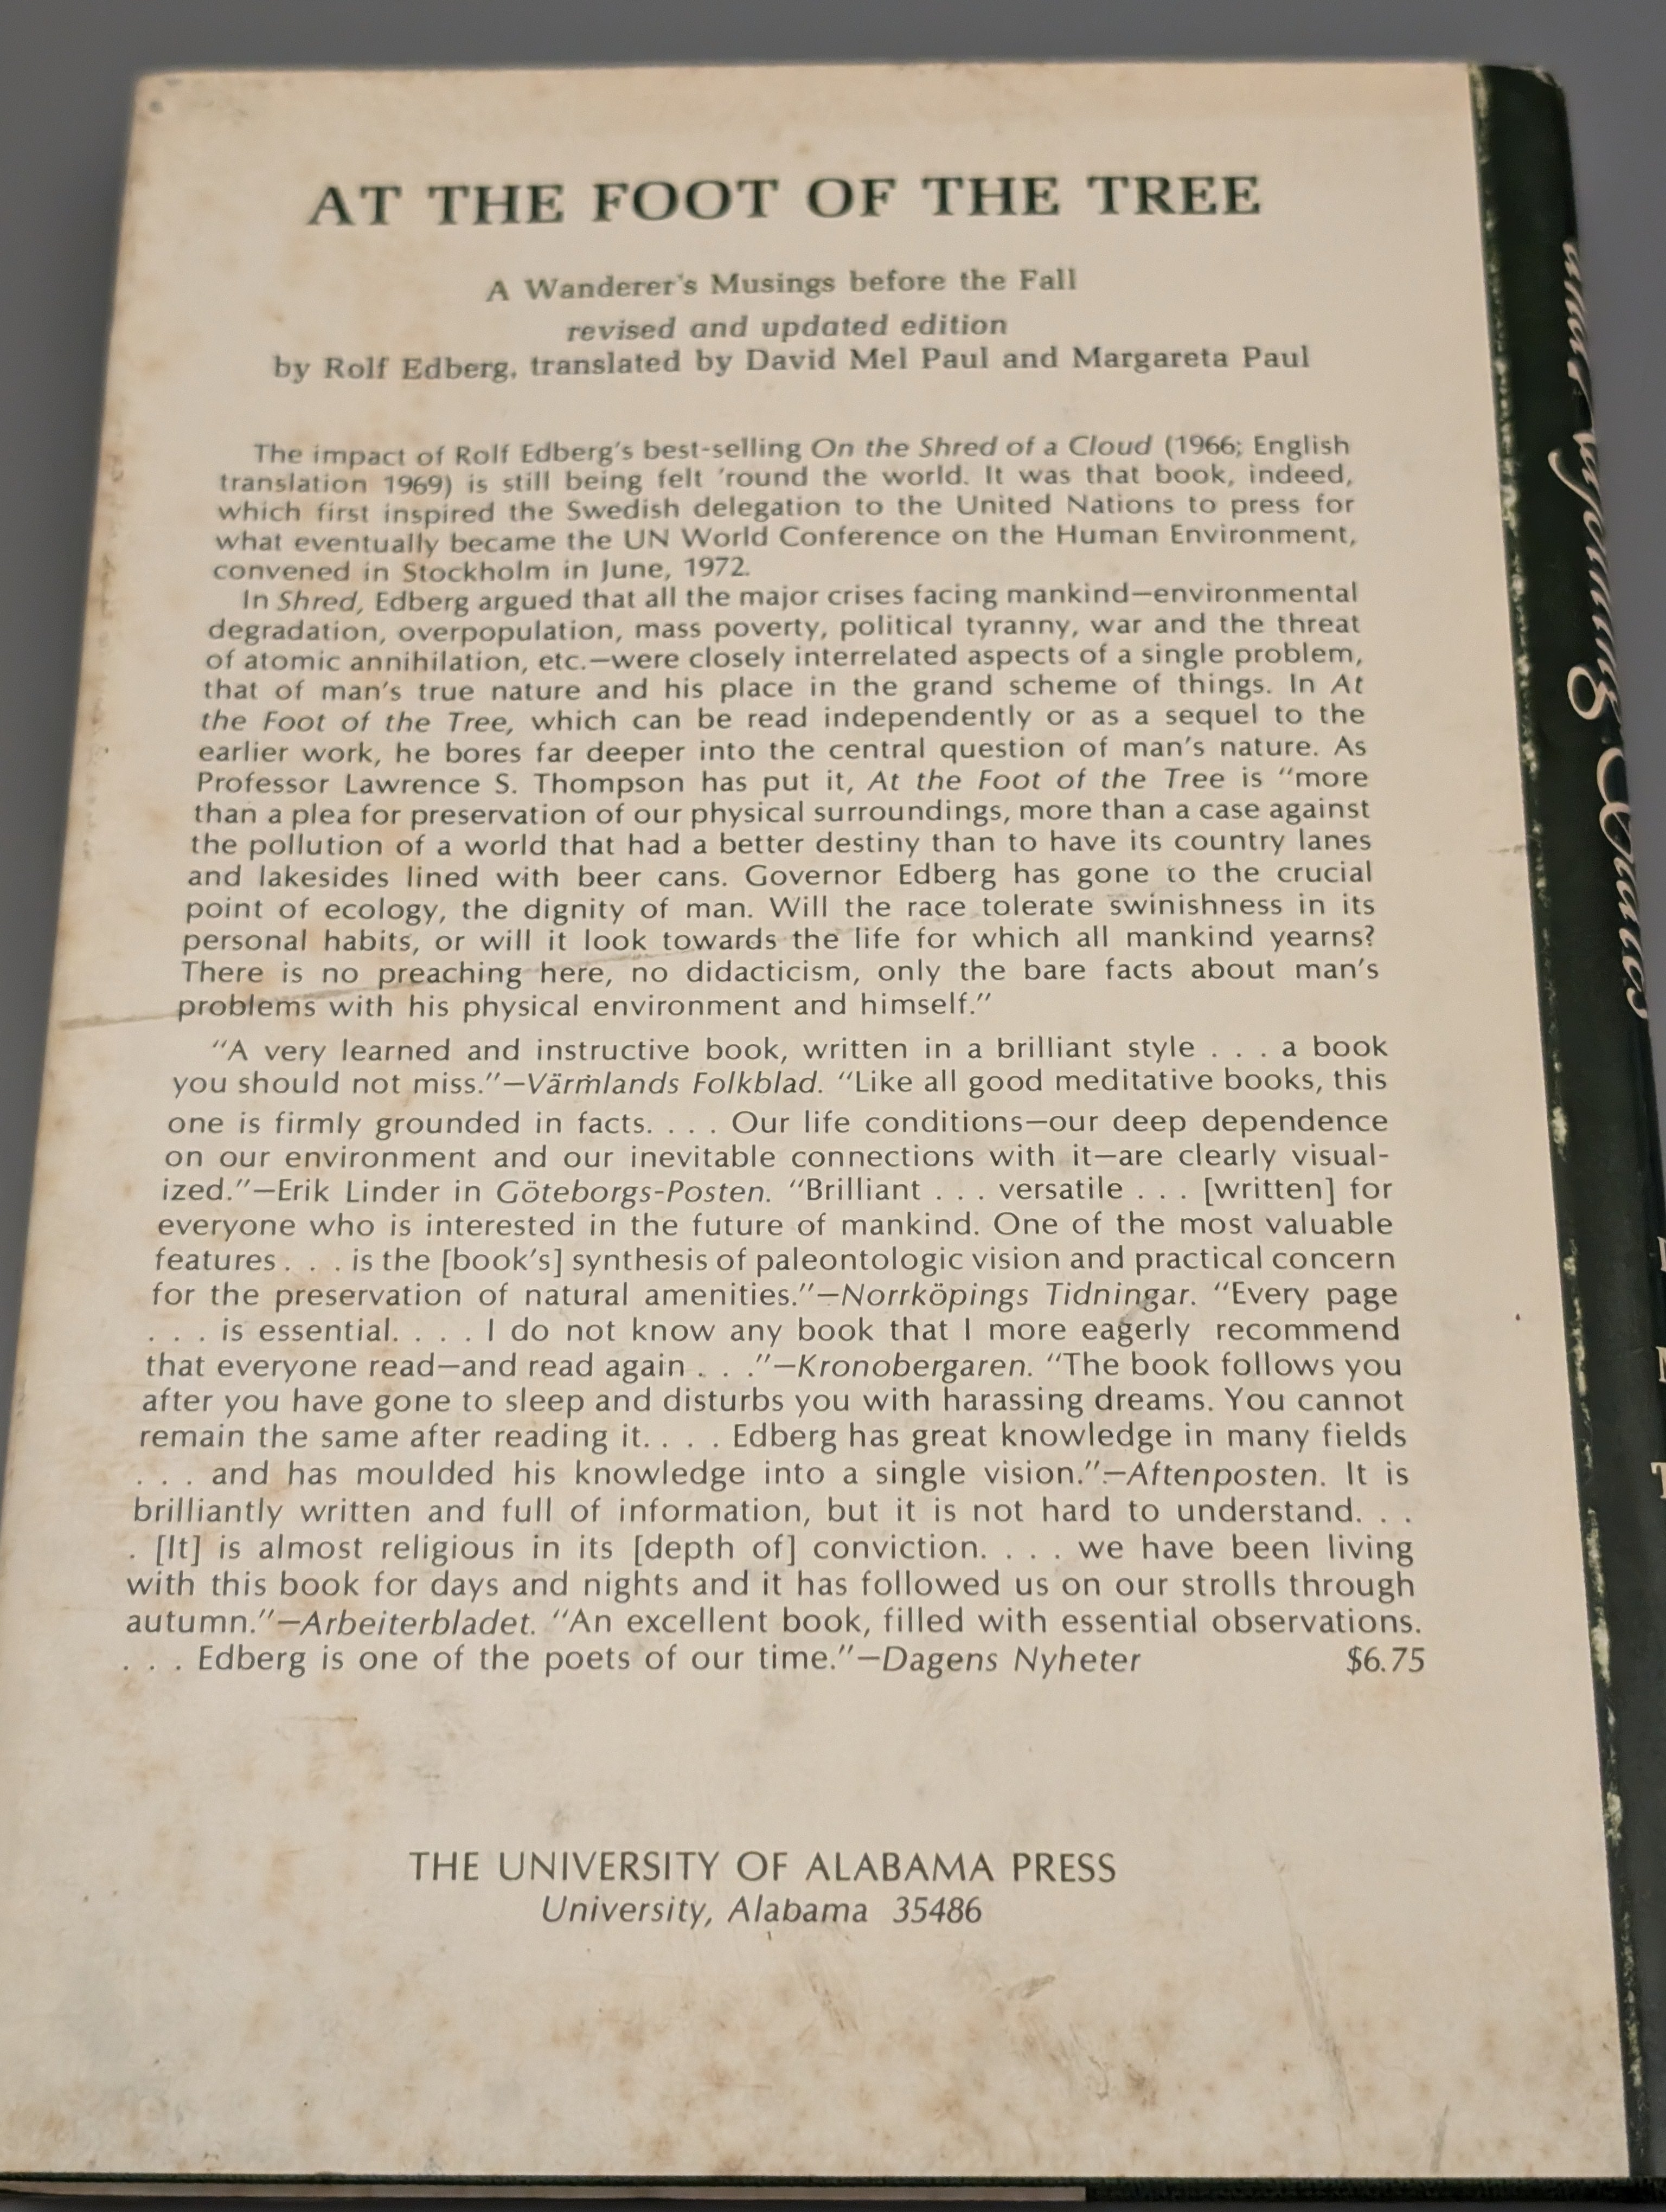 AT THE FOOT OF THE TREE
A Wanderer's Musings before the Fall
revised and updated edition
by Rolf Edberg, translated by David Mel Paul and Margareta Paul
The impact of Rolf Edberg's best-selling On the Shred of a Cloud (1966; English
translation 1969) is still being felt 'round the world. It was that book, indeed,
which first inspired the Swedish delegation to the United Nations to press for
what eventually became the UN World Conference on the Human Environment,
convened in Stockholm in June, 1972.
In Shred, Edberg argued that all the major crises facing mankind—environmental
degradation, overpopulation, mass poverty, political tyranny, war and the threat
of atomic annihilation, etc.—were closely interrelated aspects of a single problem,
that of man's true nature and his place in the grand scheme of things. In At
the Foot of the Tree, which can be read independently or as a sequel to the
earlier work, he bores far deeper into the central question of man's nature. As
Professor Lawrence S. Thompson has put it, At the Foot of the Tree is "more
than a plea for preservation of our physical surroundings, more than a case against
the pollution of a world that had a better destiny than to have its country lanes
and lakesides lined with beer cans. Governor Edberg has gone to the crucial
point of ecology, the dignity of man. Will the race tolerate swinishness in its
personal habits, or will it look towards the life for which all mankind yearns?
There is no preaching here, no didacticism, only the bare facts about man's
problems with his physical environment and himself."
"A very learned and instructive book, written in a brilliant style . . . a book
you should not miss."—Värmlands Folkblad. "Like all good meditative books, this
one is firmly grounded in facts. . . . Our life conditions—our deep dependence
on our environment and our inevitable connections with it—are clearly visual-
ized."—Erik Linder in Göteborgs-Posten. "Brilliant . . . versatile . . . [written] for
everyone who is interested in the future of mankind. One of the most valuable
features . . . is the [book's] synthesis of paleontologic vision and practical concern
for the preservation of natural amenities."—Norrköpings Tidningar. "Every page
. . . is essential. . . . I do not know any book that I more eagerly recommend
that everyone read—and read again . . ."—Kronobergaren. "The book follows you
after you have gone to sleep and disturbs you with harassing dreams. You cannot
remain the same after reading it. . . . Edberg has great knowledge in many fields
. . . and has moulded his knowledge into a single vision."—Aftenposten. It is
brilliantly written and full of information, but it is not hard to understand. . .
. [It] is almost religious in its [depth of] conviction. . . . we have been living
with this book for days and nights and it has followed us on our strolls through
autumn."—Arbeiterbladet. "An excellent book, filled with essential observations.
. . . Edberg is one of the poets of our time."—Dagens Nyheter $6.75
THE UNIVERSITY OF ALABAMA PRESS
University, Alabama 35486